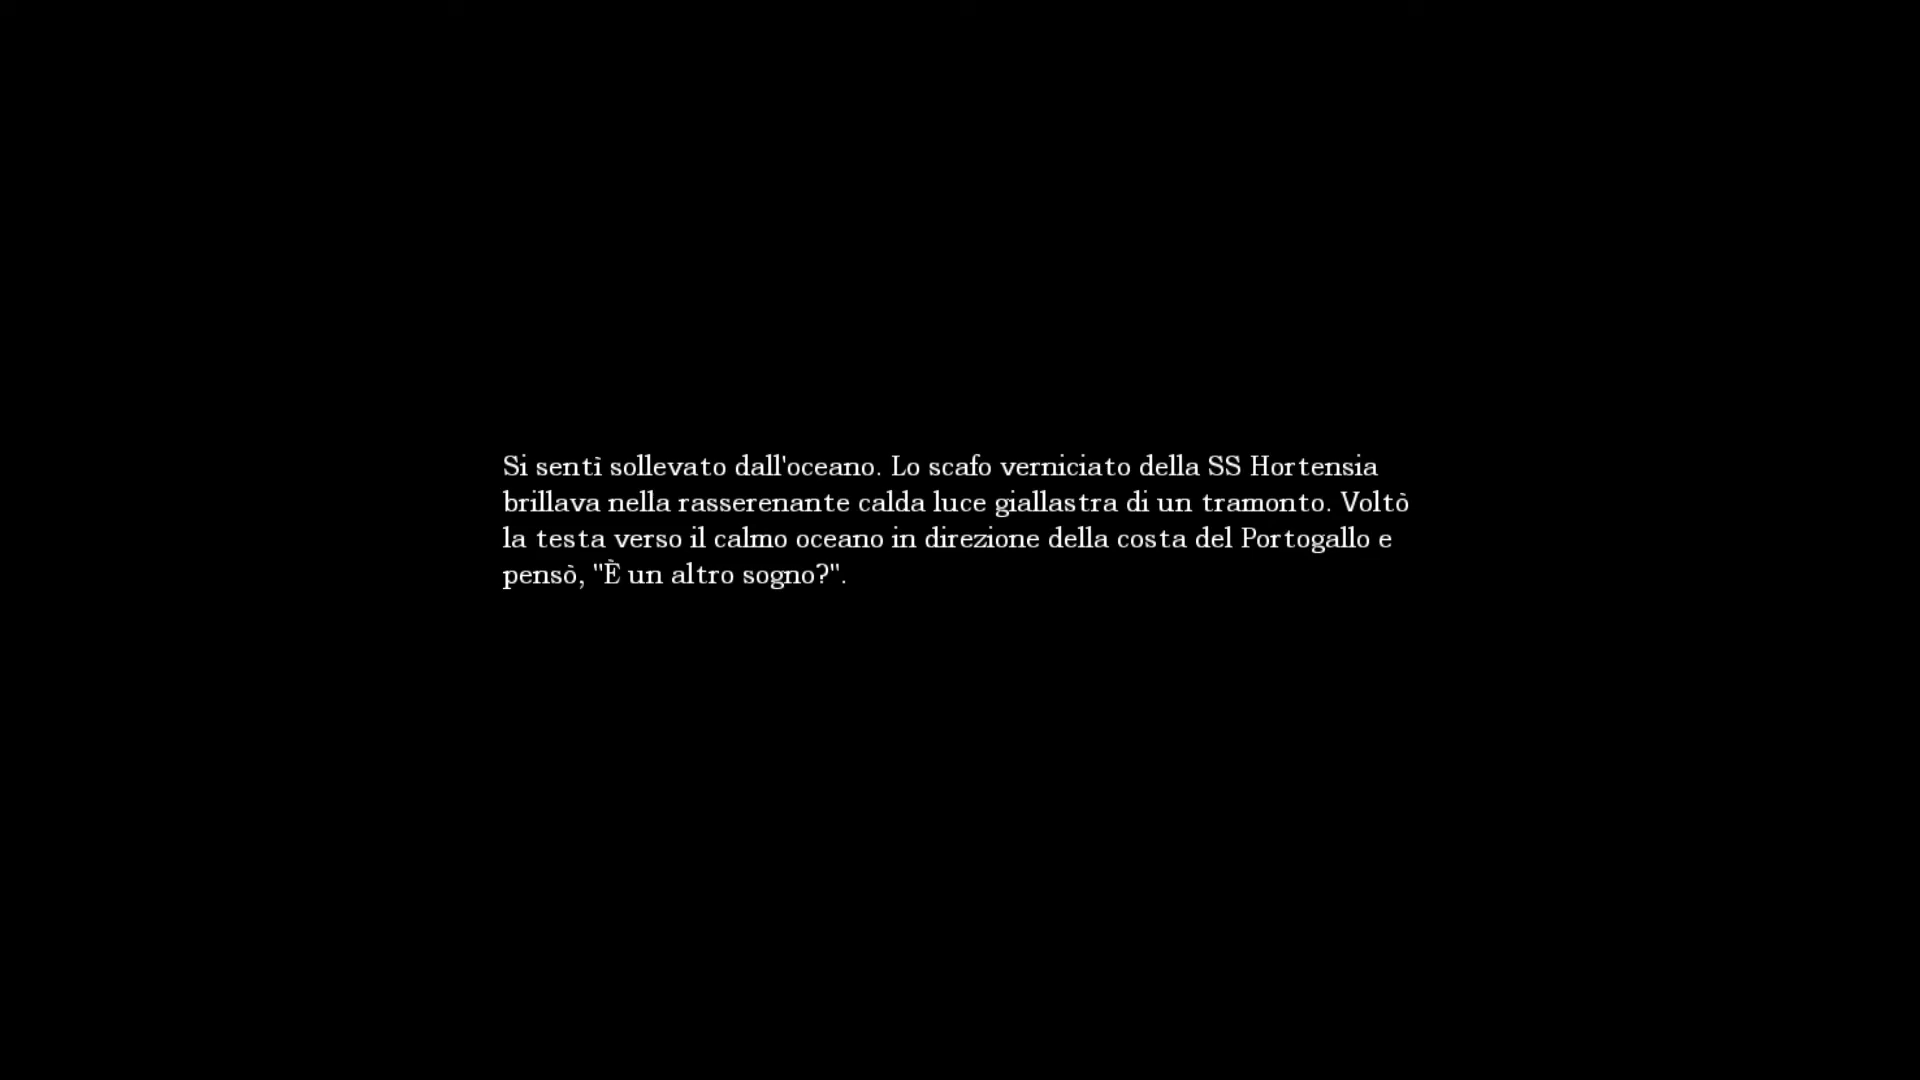 Si sentì sollevato dall'oceano. Lo scafo verniciato della SS Hortensia
brillava nella rasserenante calda luce giallastra di un tramonto. Voltò
la testa verso il calmo oceano in direzione della costa del Portogallo e
pensò, "È un altro sogno?".